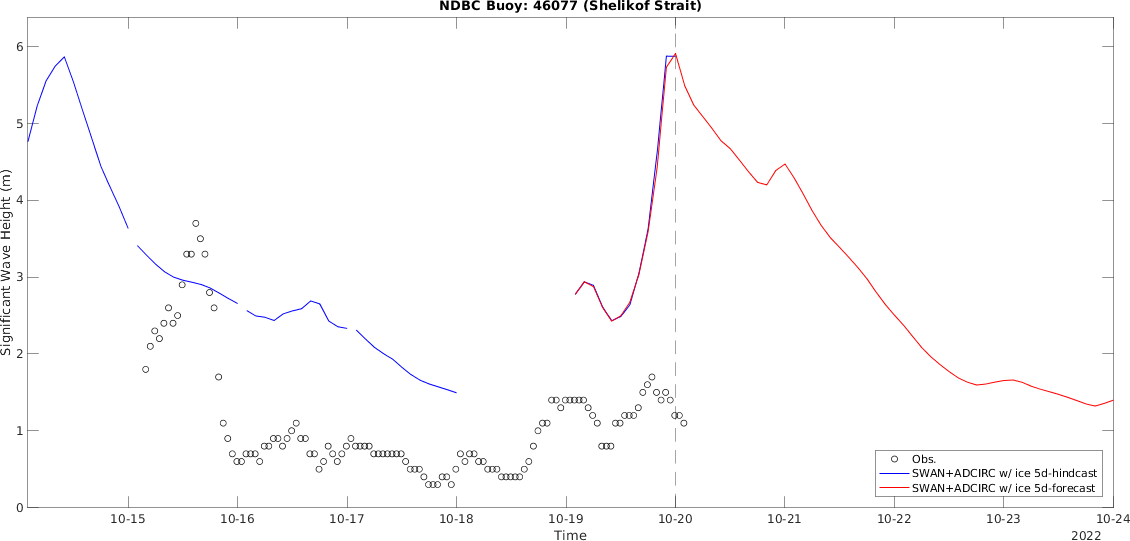 NDBC Buoy: 46077 (Shelikof Strait)
Significant Wave Height (m)
6
5
4
3
2
1
0
Obs.
SWAN+ADCIRC w/ ice 5d-hindcast
SWAN+ADCIRC w/ ice 5d-forecast
10-15 10-16 10-17 10-18 10-19 10-20 10-21 10-22 10-23 10-24
Time
2022